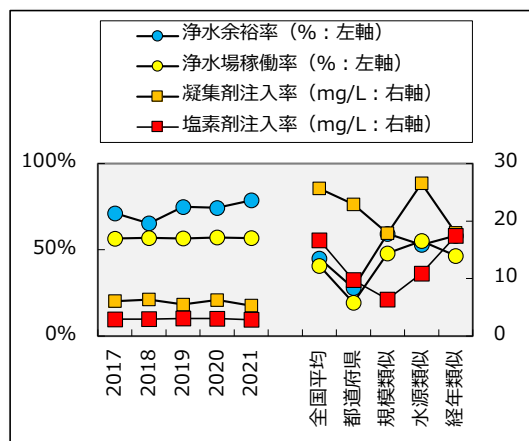 浄水余裕率（%：左軸）
浄水場稼働率（%：左軸）
凝集剤注入率（mg/L：右軸）
塩素剤注入率（mg/L：右軸）
100%
50%
0%
30
20
10
0
2017
2018
2019
2020
2021
全国平均
都道府県
規模類似
水源類似
経年類似